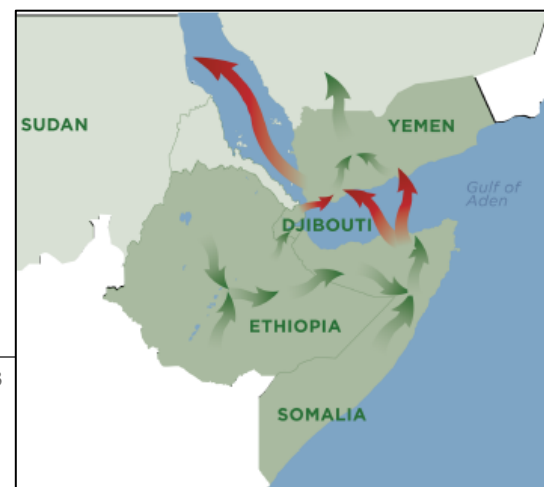 SUDAN
YEMEN
Gulf of
Aden
DJIBOUTI
ETHIOPIA
SOMALIA